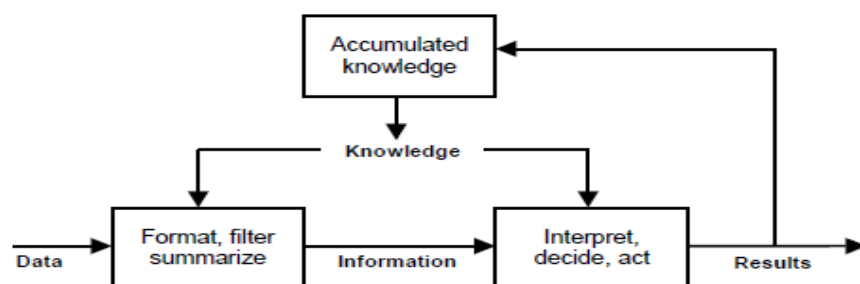 Accumulated
knowledge
Knowledge
Format, filter
summarize
Interpret,
decide, act
Data
Information
Results